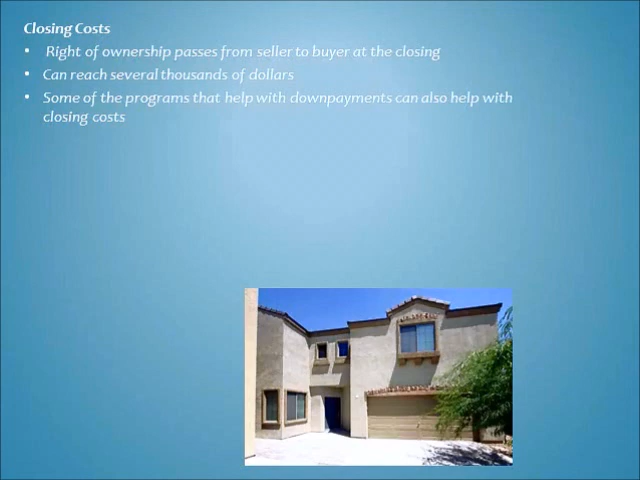 Closing Costs
• Right of ownership passes from seller to buyer at the closing
• Can reach several thousands of dollars
• Some of the programs that help with downpayments can also help with
closing costs